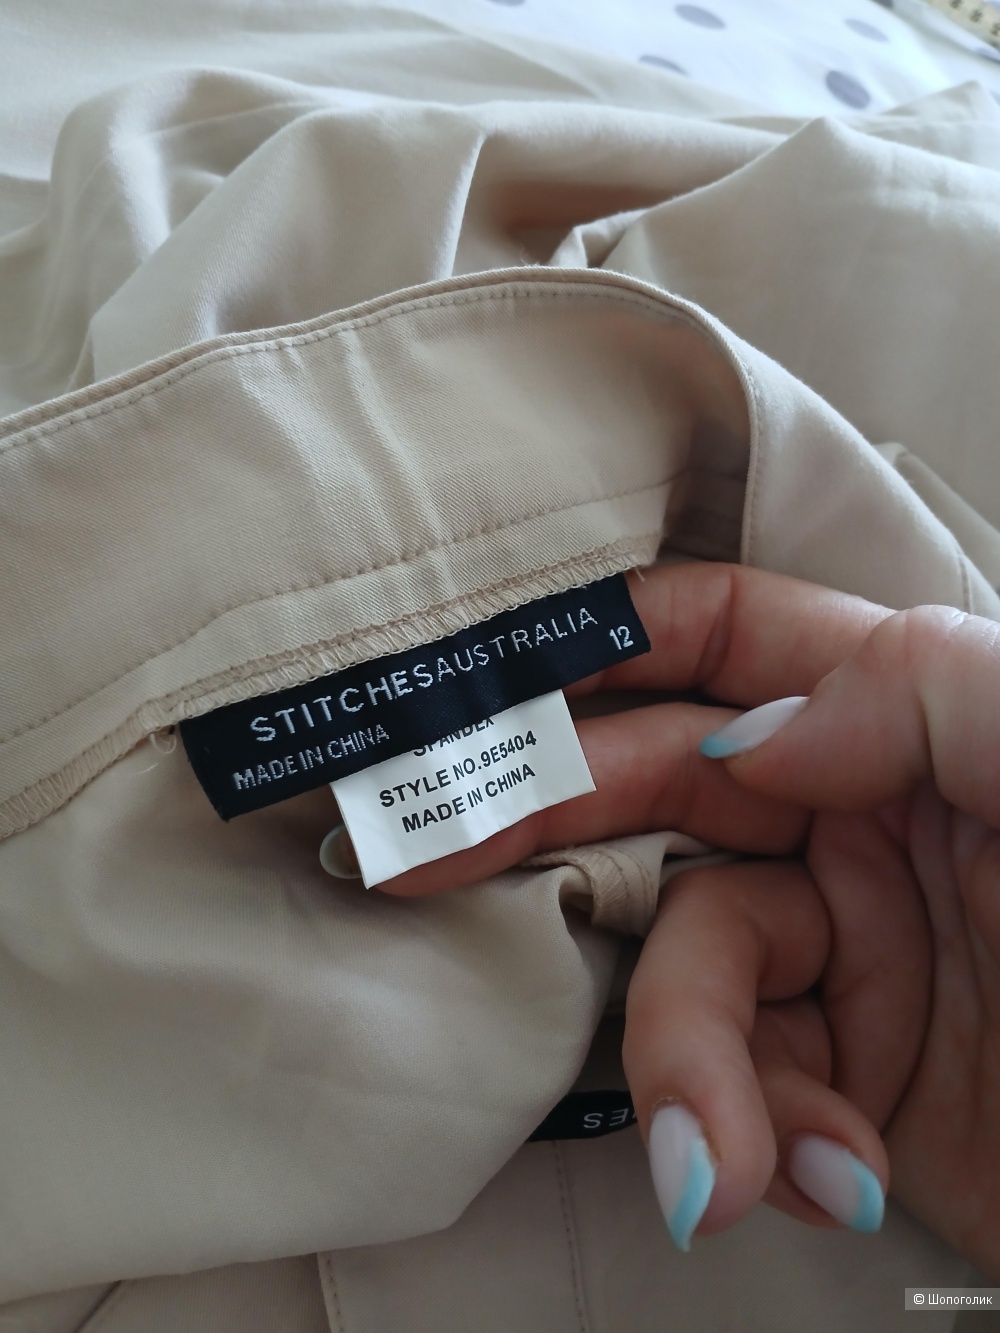 STITCHESAUSTRALIA
12
MADE IN CHINA
SPANDEX
STYLE NO.9E5404
MADE IN CHINA
© Шопоголик